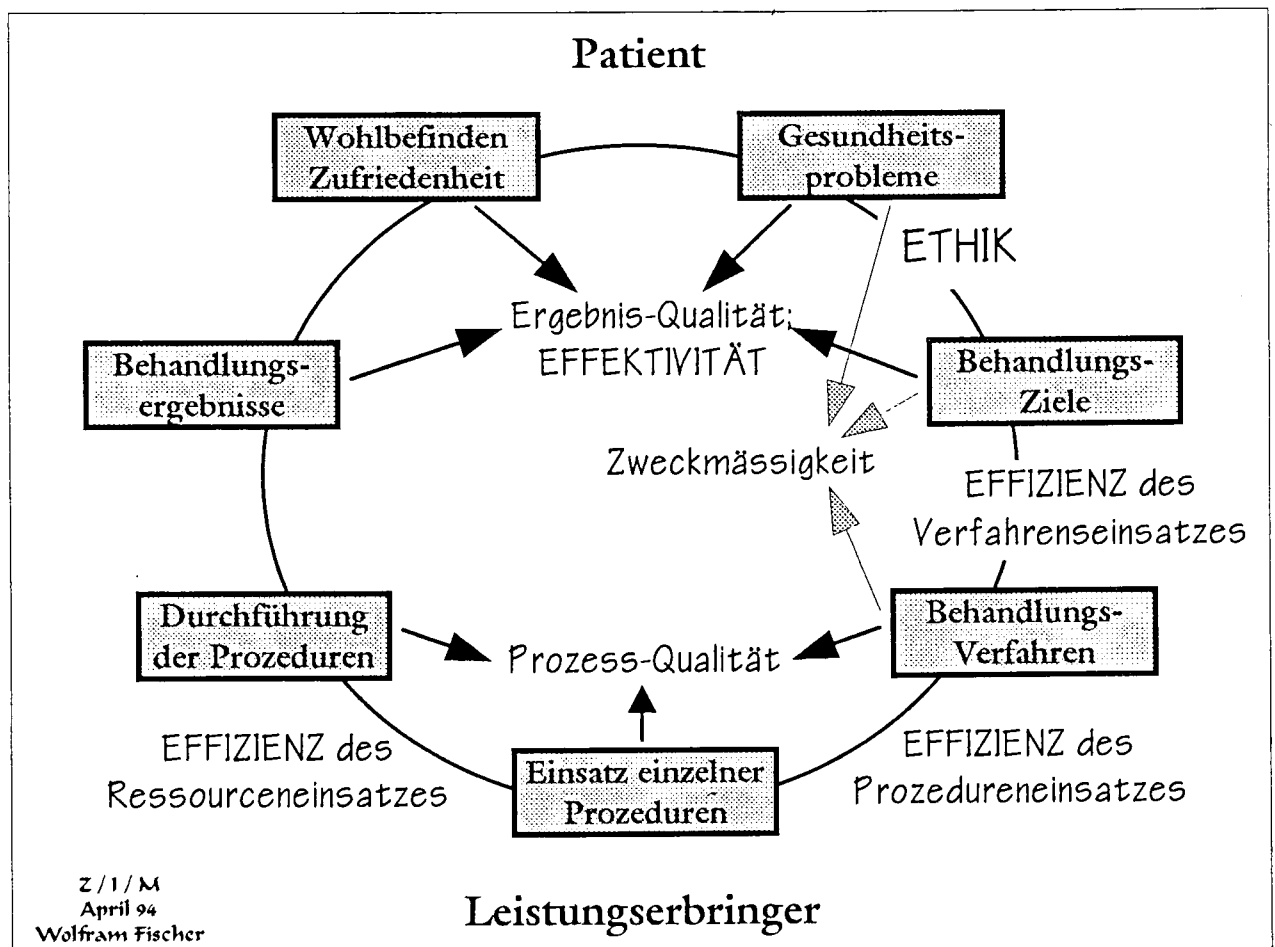 Patient
Wohlbefinden
Zufriedenheit
Gesundheits-
probleme
ETHIK
Ergebnis-Qualität;
EFFEKTIVITÄT
Behandlungs-
ergebnisse
Behandlungs-
Ziele
Zweckmässigkeit
EFFIZIENZ des
Verfahrenseinsatzes
Durchführung
der Prozeduren
Prozess-Qualität
Behandlungs-
Verfahren
EFFIZIENZ des
Ressourceneinsatzes
Einsatz einzelner
Prozeduren
EFFIZIENZ des
Prozedureneinsatzes
Z / I / M
April 94
Wolfram Fischer
Leistungserbringer